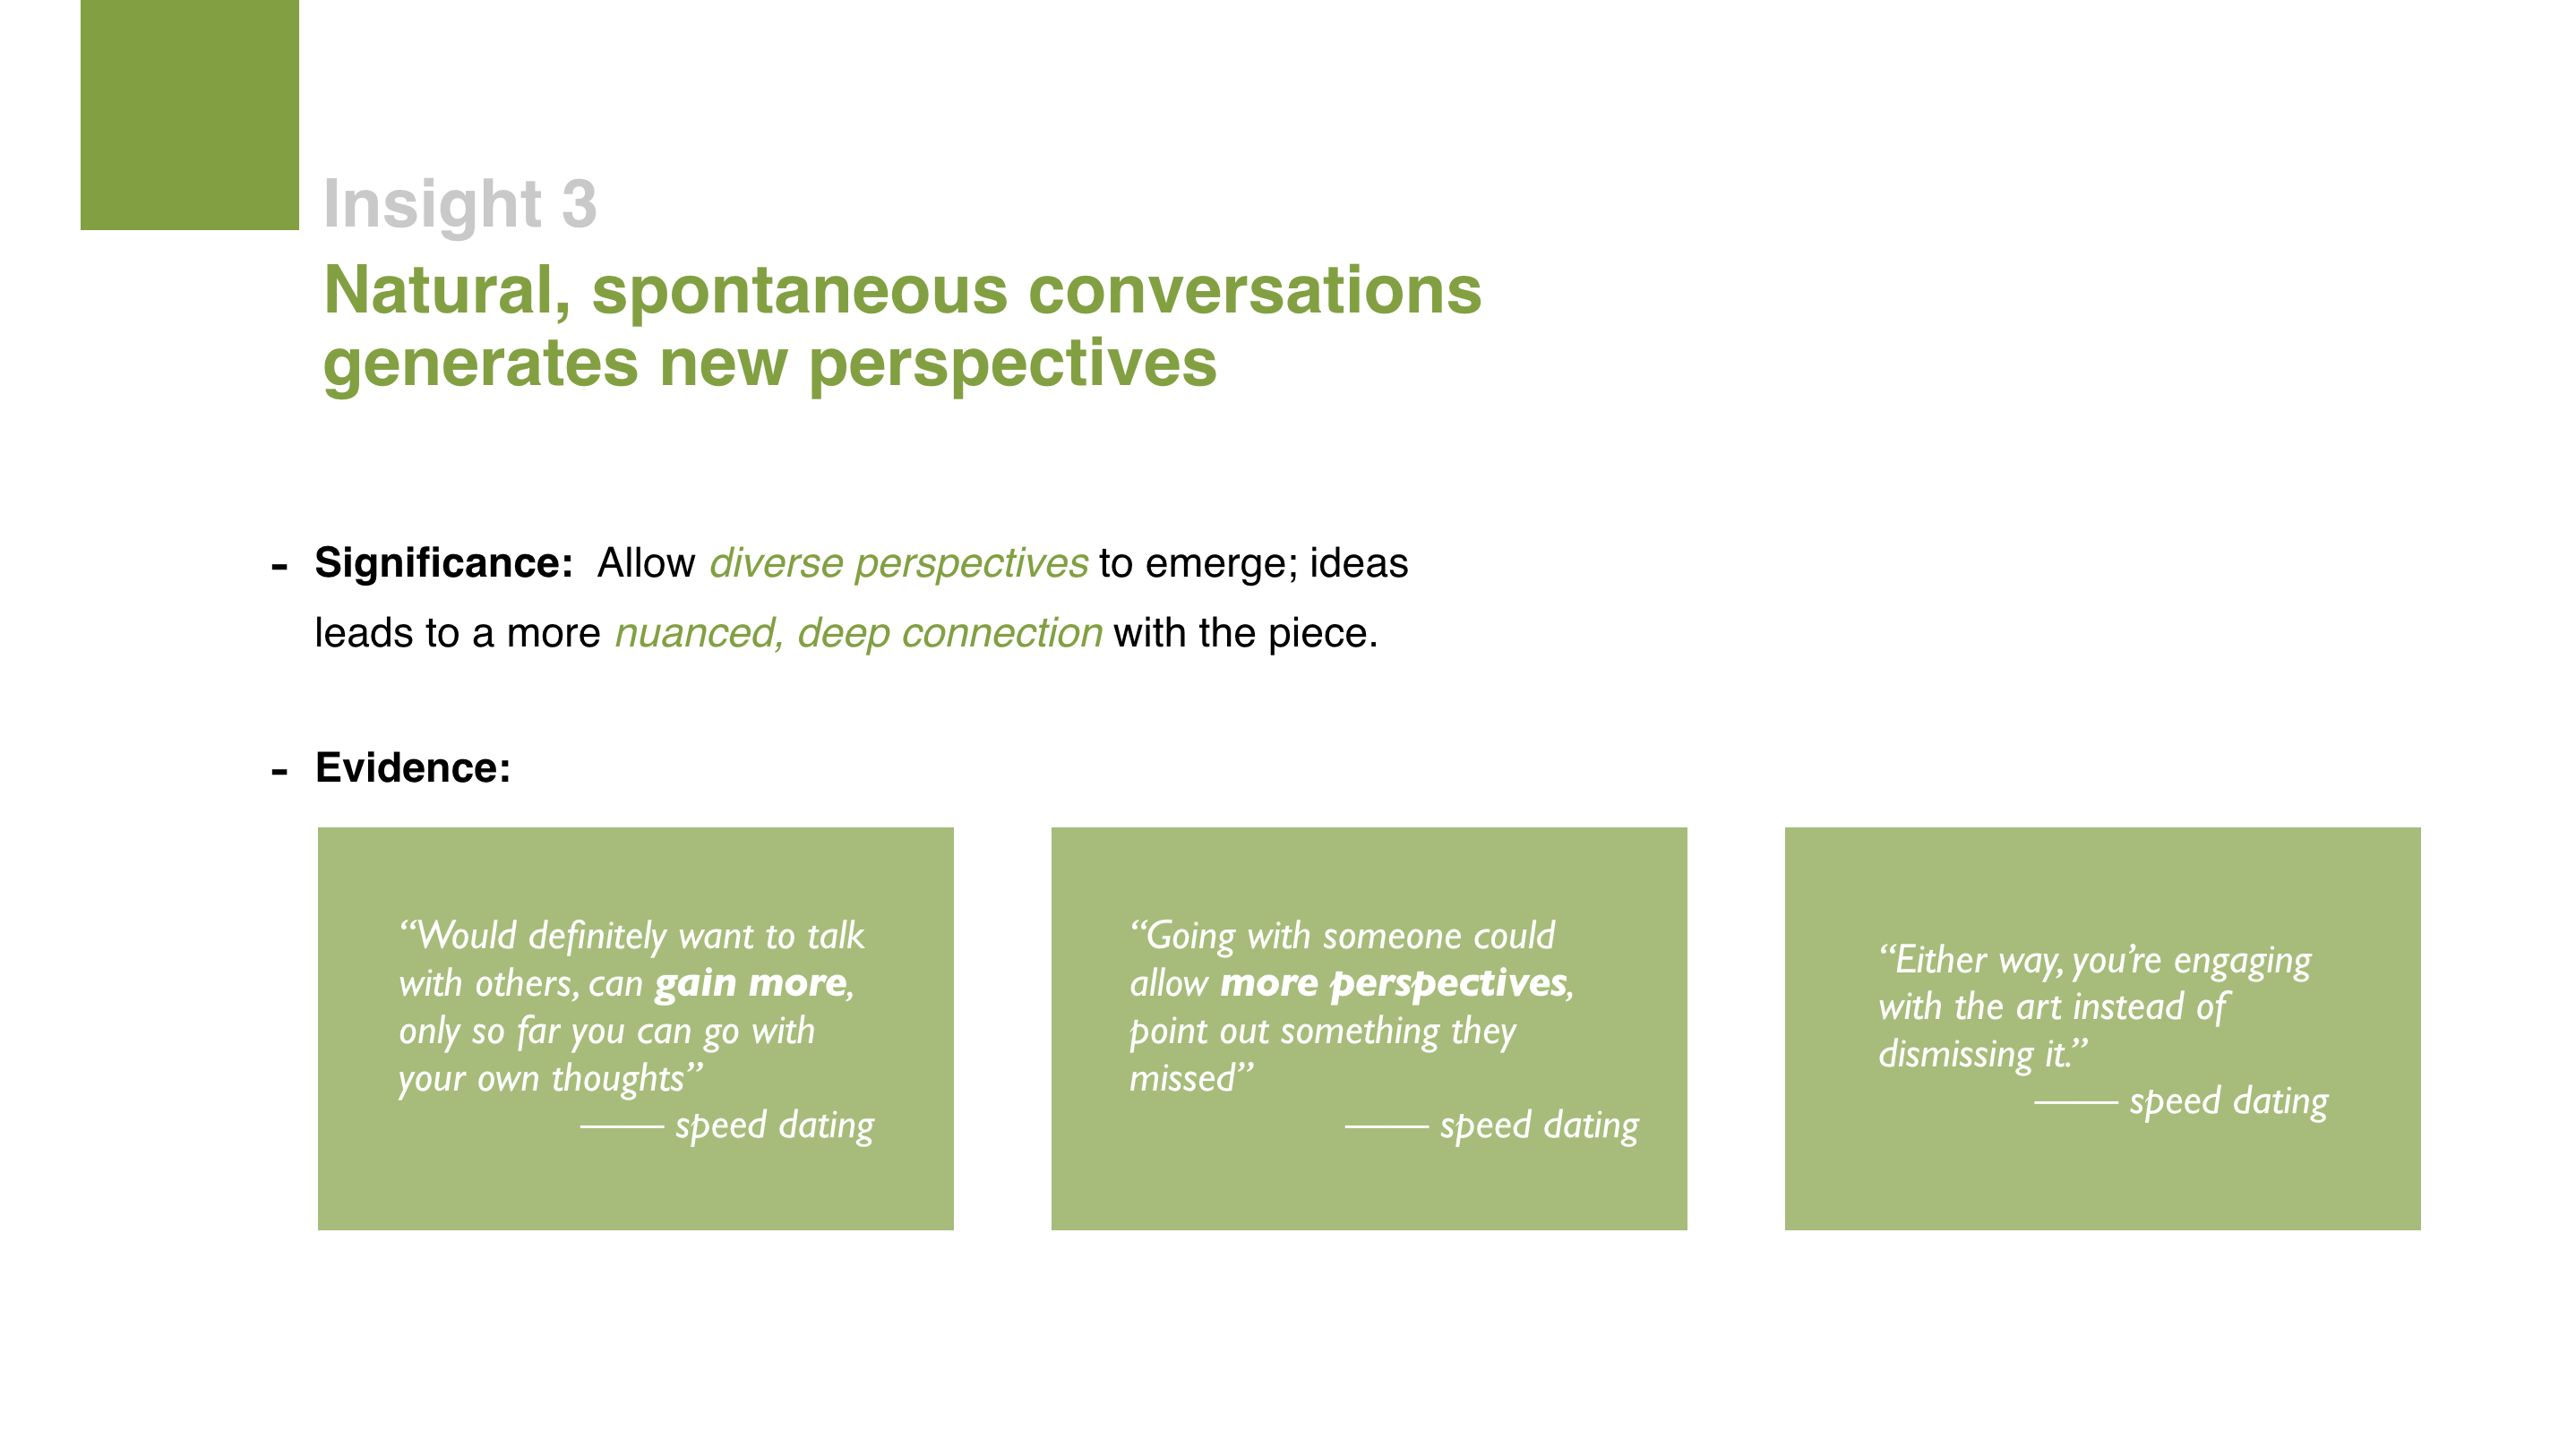 Insight 3
Natural, spontaneous conversations
generates new perspectives
- Significance: Allow diverse perspectives to emerge; ideas
leads to a more nuanced, deep connection with the piece.
- Evidence:
“Would definitely want to talk
with others, can gain more,
only so far you can go with
your own thoughts”
—— speed dating
“Going with someone could
allow more perspectives,
point out something they
missed”
—— speed dating
“Either way, you’re engaging
with the art instead of
dismissing it.”
—— speed dating